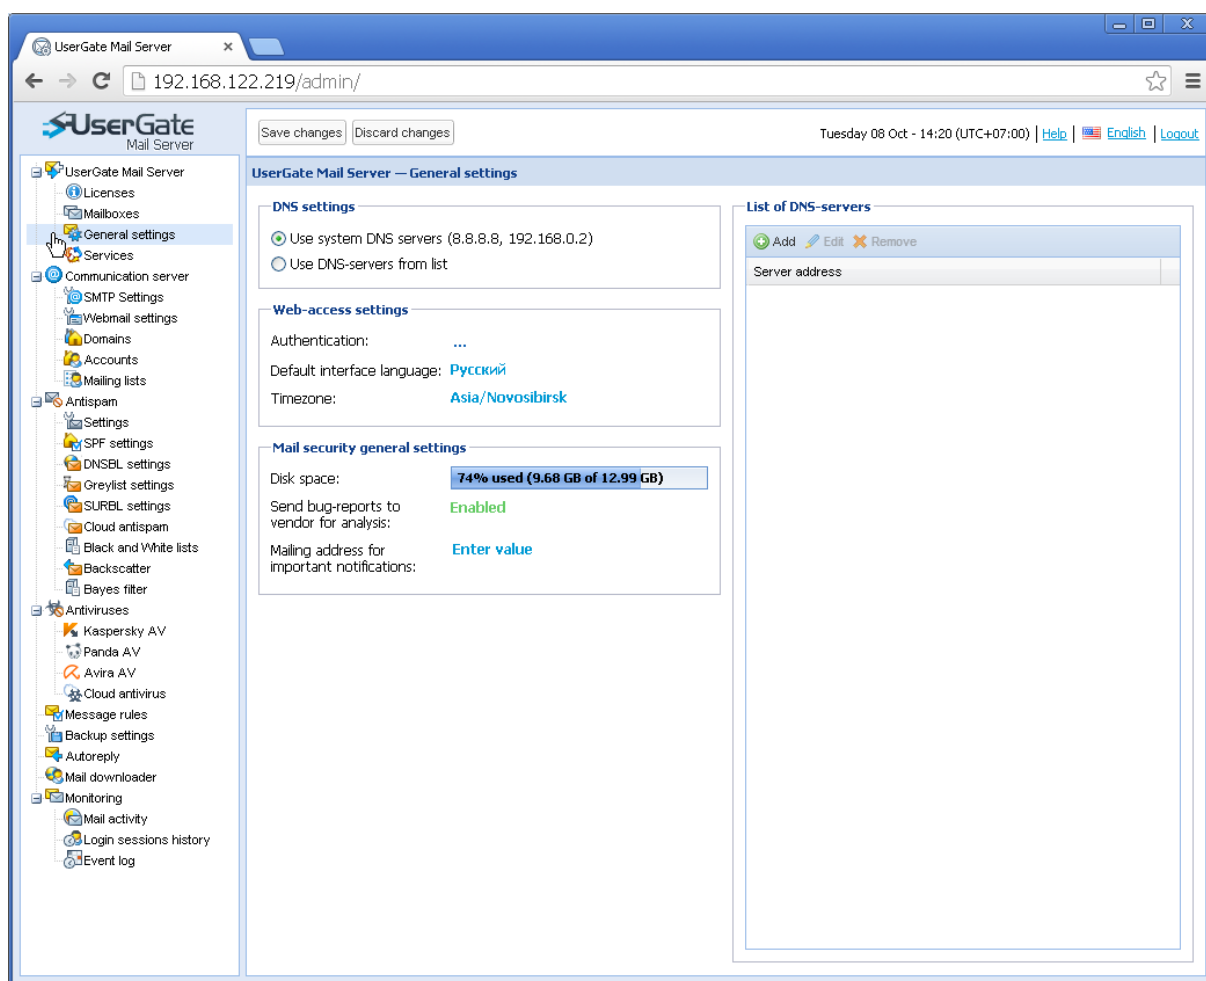 UserGate Mail Server
192.168.122.219/admin/
UserGate
Mail Server
Save changes Discard changes
Tuesday 08 Oct - 14:20 (UTC+07:00) | Help | English | Logout
UserGate Mail Server
Licenses
Mailboxes
General settings
Services
Communication server
SMTP Settings
Webmail settings
Domains
Accounts
Mailing lists
Antispam
Settings
SPF settings
DNSBL settings
Greylist settings
SURBL settings
Cloud antispam
Black and White lists
Backscatter
Bayes filter
Antiviruses
Kaspersky AV
Panda AV
Avira AV
Cloud antivirus
Message rules
Backup settings
Autoreply
Mail downloader
Monitoring
Mail activity
Login sessions history
Event log
UserGate Mail Server — General settings
DNS settings
Use system DNS servers (8.8.8.8, 192.168.0.2)
Use DNS-servers from list
Web-access settings
Authentication: ...
Default interface language: Русский
Timezone: Asia/Novosibirsk
Mail security general settings
Disk space: 74% used (9.68 GB of 12.99 GB)
Send bug-reports to Enabled
vendor for analysis:
Mailing address for Enter value
important notifications:
List of DNS-servers
Add Edit Remove
Server address